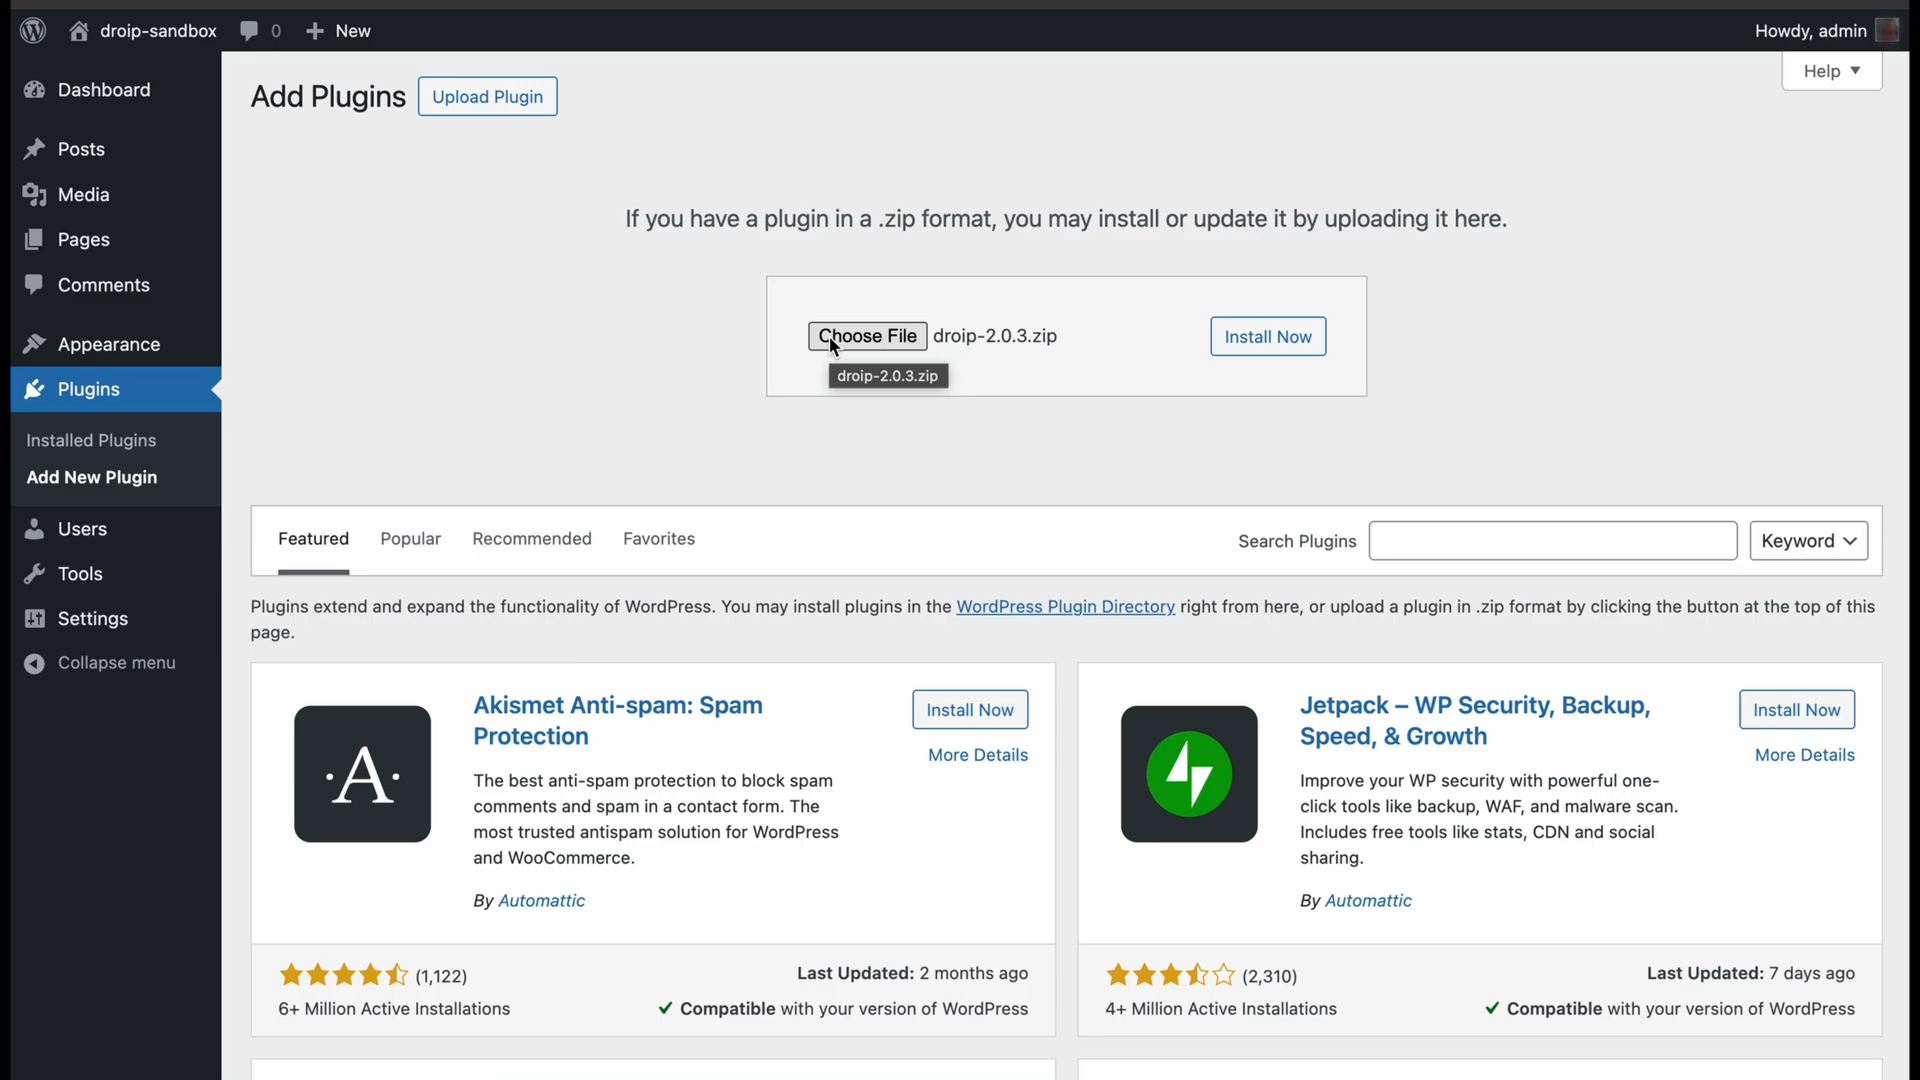 droip-sandbox 0 New Howdy, admin
Help
Dashboard
Posts
Media
Pages
Comments
Appearance
Plugins
Installed Plugins
Add New Plugin
Users
Tools
Settings
Collapse menu
Add Plugins Upload Plugin
If you have a plugin in a .zip format, you may install or update it by uploading it here.
Choose File droip-2.0.3.zip Install Now
droip-2.0.3.zip
Featured Popular Recommended Favorites Search Plugins Keyword
Plugins extend and expand the functionality of WordPress. You may install plugins in the WordPress Plugin Directory right from here, or upload a plugin in .zip format by clicking the button at the top of this
page.
Akismet Anti-spam: Spam
Protection
Install Now
More Details
The best anti-spam protection to block spam
comments and spam in a contact form. The
most trusted antispam solution for WordPress
and WooCommerce.
By Automattic
(1,122)
Last Updated: 2 months ago
6+ Million Active Installations
Compatible with your version of WordPress
Jetpack – WP Security, Backup,
Speed, & Growth
Install Now
More Details
Improve your WP security with powerful one-
click tools like backup, WAF, and malware scan.
Includes free tools like stats, CDN and social
sharing.
By Automattic
(2,310)
Last Updated: 7 days ago
4+ Million Active Installations
Compatible with your version of WordPress